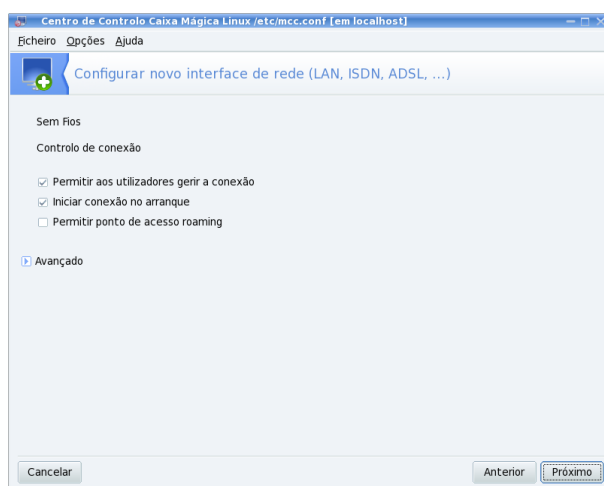 Centro de Controlo Caixa Mágica Linux /etc/mcc.conf [em localhost]
Ficheiro Opções Ajuda
Configurar novo interface de rede (LAN, ISDN, ADSL, ...)
Sem Fios
Controlo de conexão
Permitir aos utilizadores gerir a conexão
Iniciar conexão no arranque
Permitir ponto de acesso roaming
Avançado
Cancelar Anterior Próximo